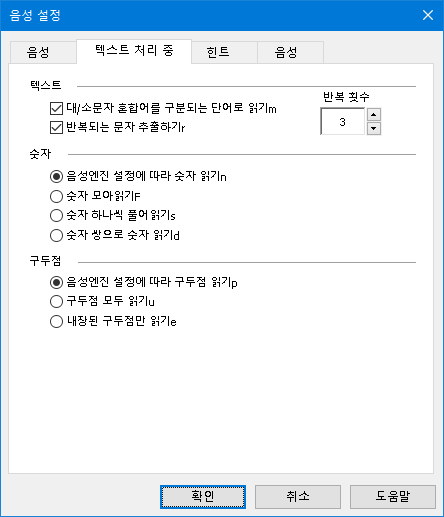 음성 설정
음성 텍스트 처리 중 힌트 음성
텍스트 반복 횟수
대/소문자 혼합어를 구분되는 단어로 읽기m
3
반복되는 문자 추출하기r
숫자
음성엔진 설정에 따라 숫자 읽기n
숫자 모아읽기F
숫자 하나씩 풀어읽기s
숫자 쌍으로 숫자 읽기d
구두점
음성엔진 설정에 따라 구두점 읽기p
구두점 모두 읽기u
내장된 구두점만 읽기e
확인 취소 도움말